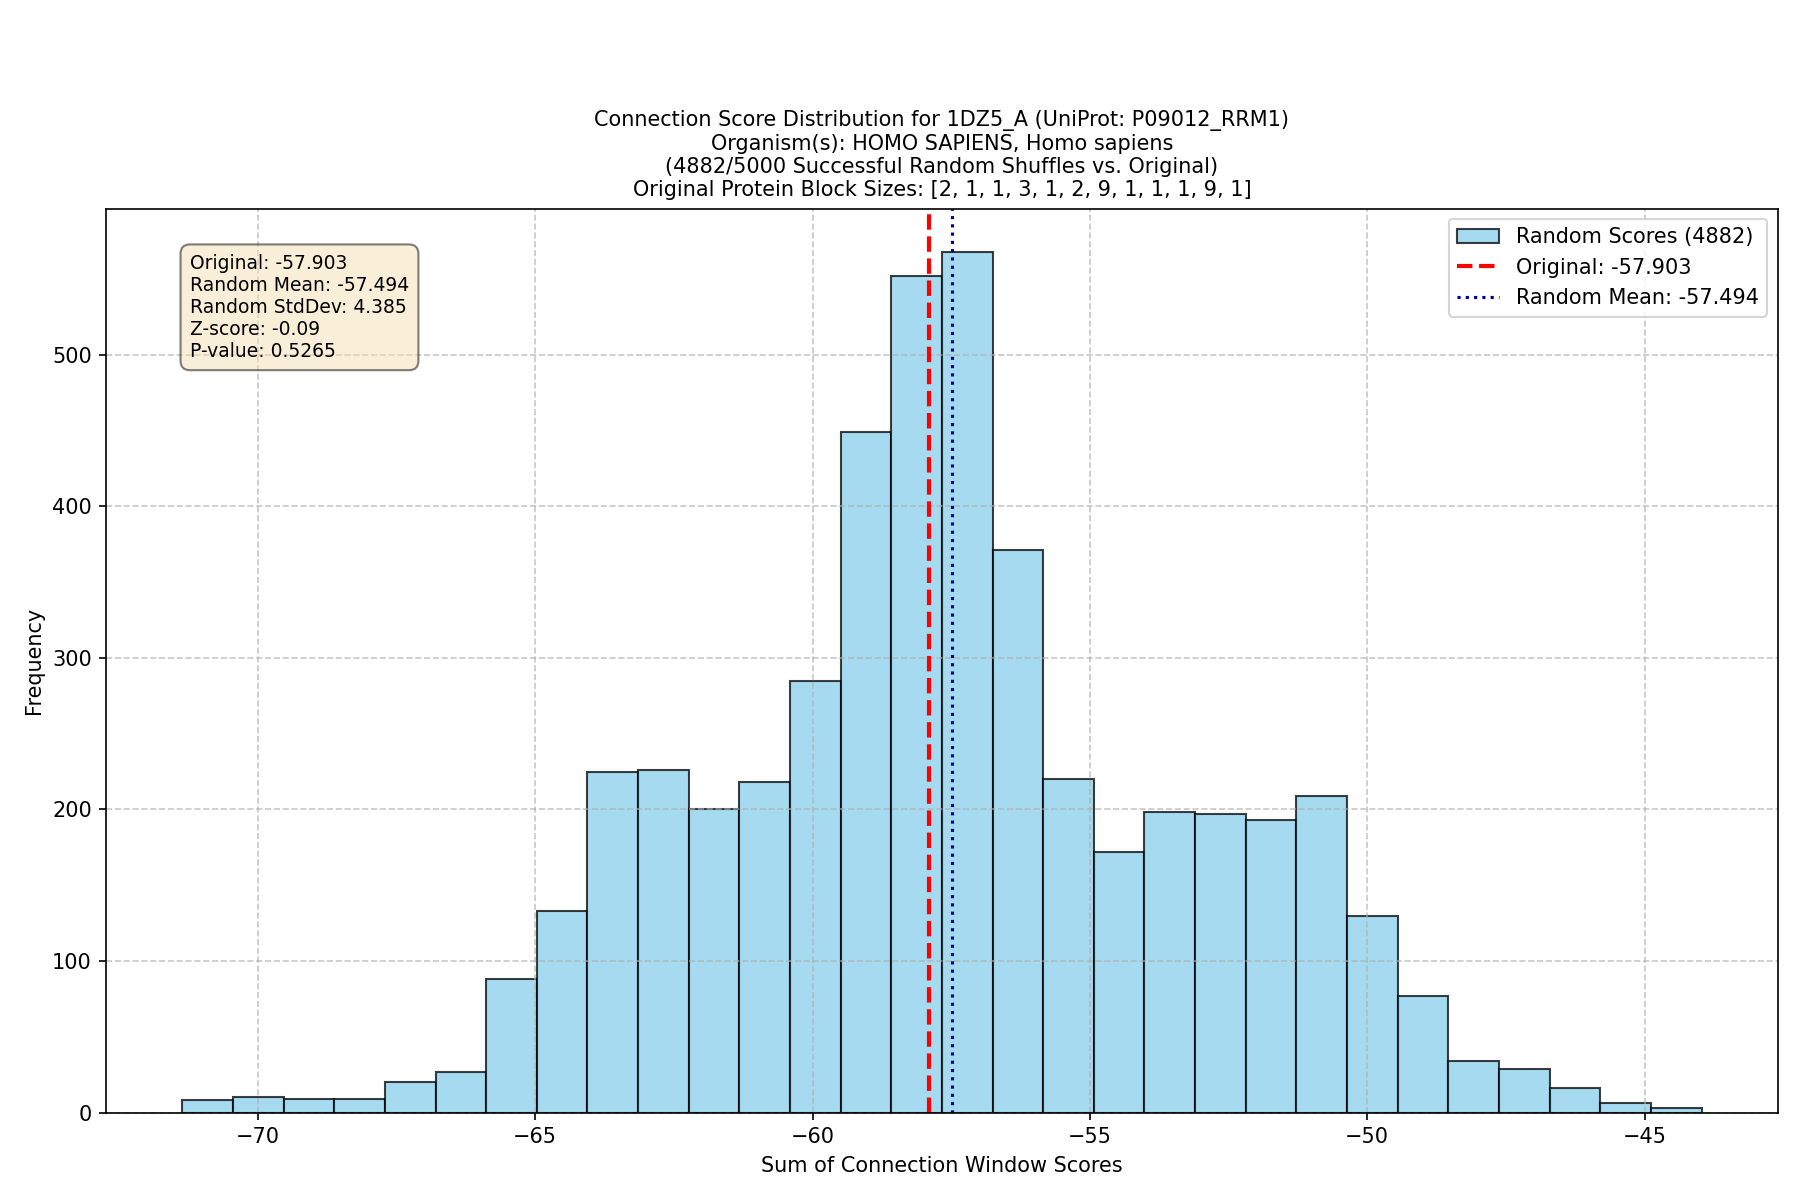 Connection Score Distribution for 1DZ5_A (UniProt: P09012_RRM1)
Organism(s): HOMO SAPIENS, Homo sapiens
(4882/5000 Successful Random Shuffles vs. Original)
Original Protein Block Sizes: [2, 1, 1, 3, 1, 2, 9, 1, 1, 1, 9, 1]
Original: -57.903
Random Mean: -57.494
Random StdDev: 4.385
Z-score: -0.09
P-value: 0.5265
Random Scores (4882)
Original: -57.903
Random Mean: -57.494
Frequency
500
400
300
200
100
0
−70
−65
−60
−55
−50
−45
Sum of Connection Window Scores